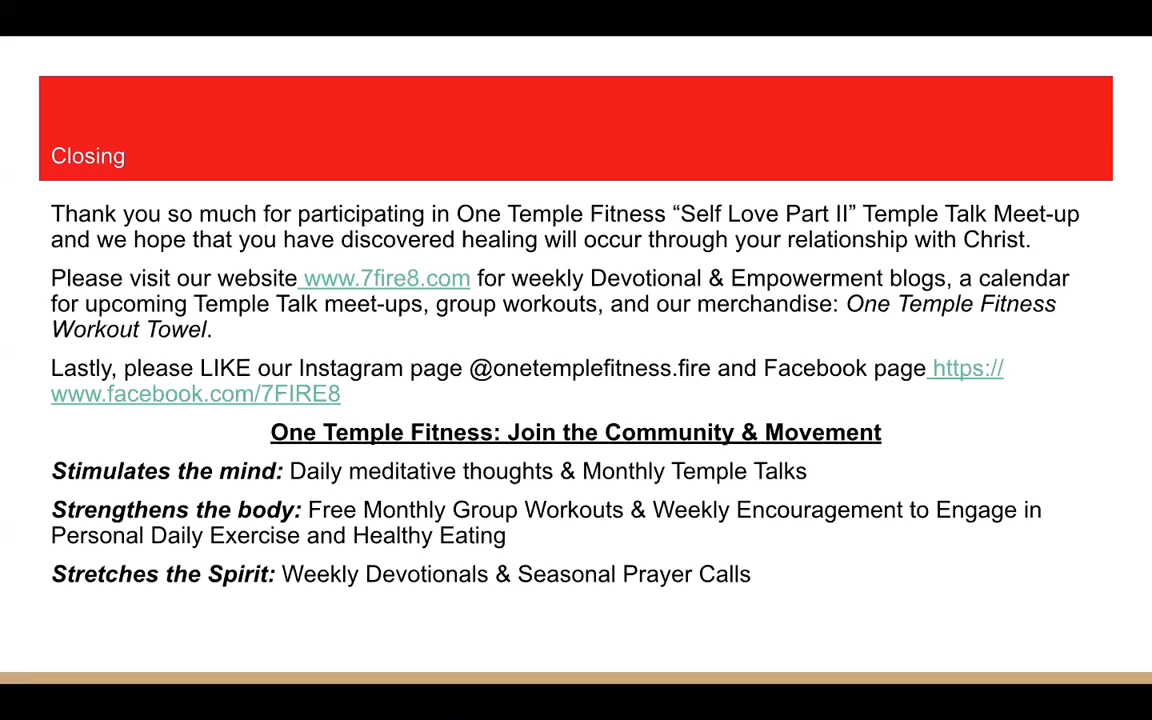 Closing
Thank you so much for participating in One Temple Fitness “Self Love Part II” Temple Talk Meet-up
and we hope that you have discovered healing will occur through your relationship with Christ.
Please visit our website www.7fire8.com for weekly Devotional & Empowerment blogs, a calendar
for upcoming Temple Talk meet-ups, group workouts, and our merchandise: One Temple Fitness
Workout Towel.
Lastly, please LIKE our Instagram page @onetemplefitness.fire and Facebook page https://
www.facebook.com/7FIRE8
One Temple Fitness: Join the Community & Movement
Stimulates the mind: Daily meditative thoughts & Monthly Temple Talks
Strengthens the body: Free Monthly Group Workouts & Weekly Encouragement to Engage in
Personal Daily Exercise and Healthy Eating
Stretches the Spirit: Weekly Devotionals & Seasonal Prayer Calls